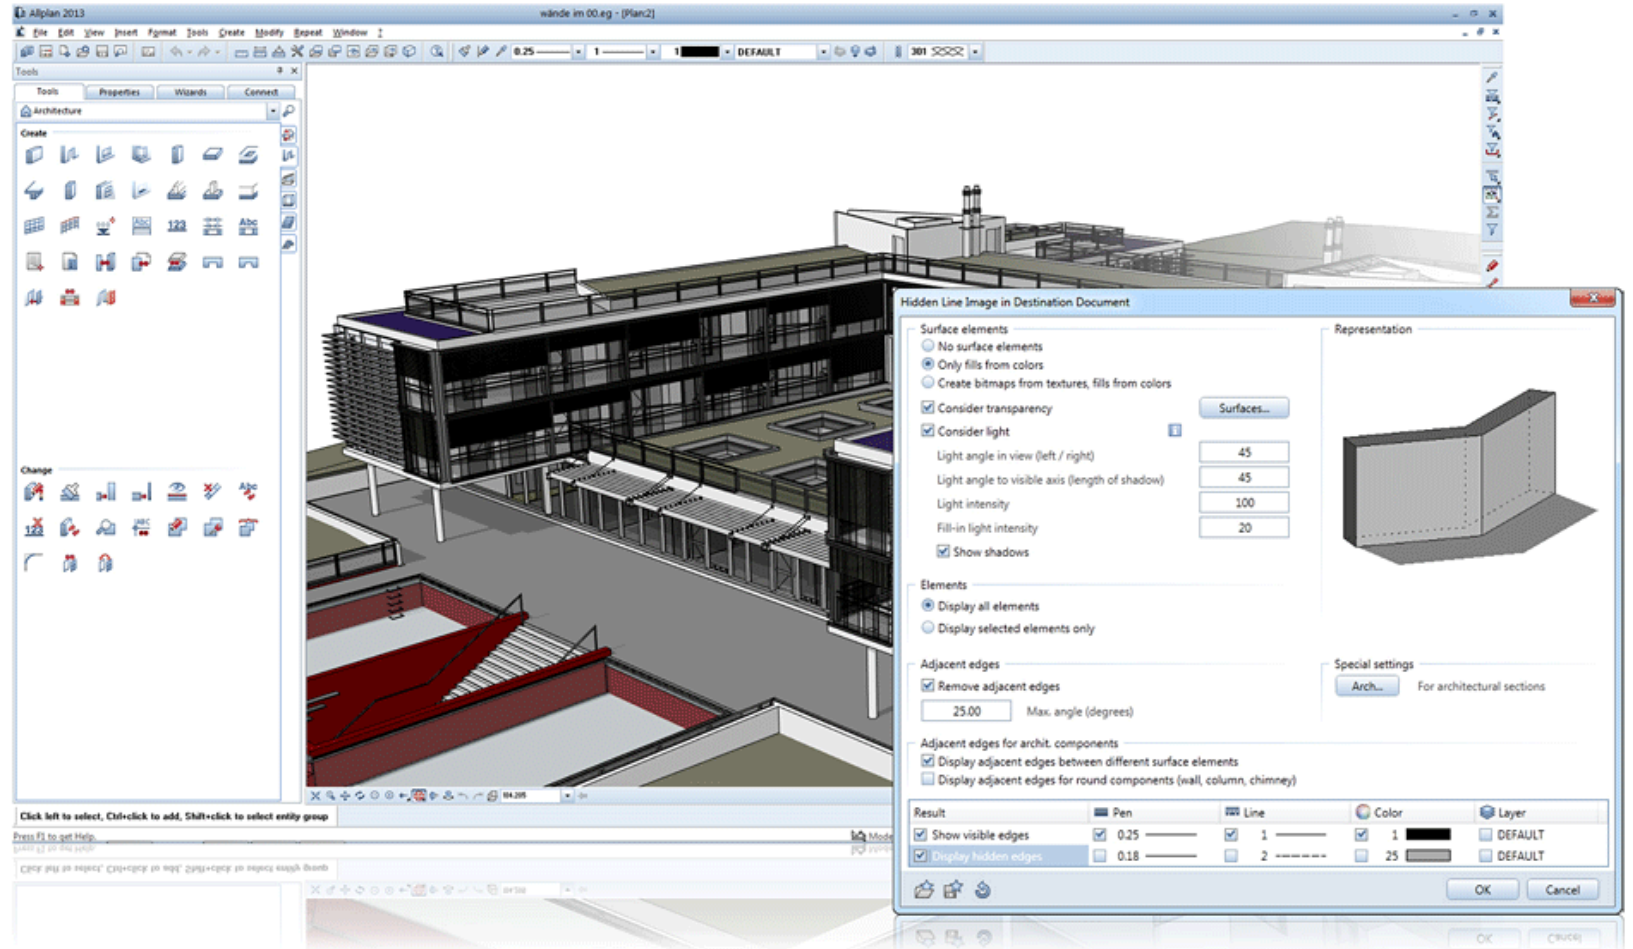 Allplan 2013
wände im 00.eg - [Plan:2]
File Edit View Insert Format Tools Create Modify Repeat Window ?
0.25 1 1 DEFAULT 301
Tools
Tools Properties Wizards Connect
Architecture
Create
Abc 123 Abc
Change
Abc
123 ABC
104.205
Click left to select, Ctrl+click to add, Shift+click to select entity group
Press F1 to get Help.
Mode
Hidden Line Image in Destination Document
Surface elements
No surface elements
Only fills from colors
Create bitmaps from textures, fills from colors
Consider transparency Surfaces...
Consider light
Light angle in view (left / right) 45
Light angle to visible axis (length of shadow) 45
Light intensity 100
Fill-in light intensity 20
Show shadows
Representation
Elements
Display all elements
Display selected elements only
Adjacent edges
Remove adjacent edges
25.00 Max. angle (degrees)
Special settings
Arch... For architectural sections
Adjacent edges for archit. components
Display adjacent edges between different surface elements
Display adjacent edges for round components (wall, column, chimney)
Result Pen Line Color Layer
Show visible edges 0.25 1 1 DEFAULT
Display hidden edges 0.18 2 25 DEFAULT
OK Cancel